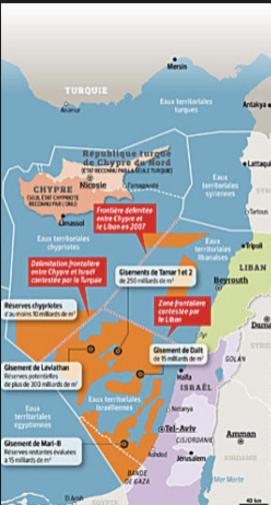 Mersin
TURQUIE
Anamur
Eaux
territoriales
turques
Antakya
République turque
de Chypre du Nord
(ÉTAT RECONNU PAR LA SEULE TURQUIE)
Lattaqui
Eaux
territoriales
syriennes
CHYPRE
(SEUL ÉTAT CHYPRIOTE
RECONNU PAR L'ONU)
Nicosie
Famagouste
Tartous
Limassol
Frontière délimitée
entre Chypre et
le Liban en 2007
Eaux
territoriales
chypriotes
Eaux
territoriales
libanaises
Tripoli
LIBAN
Beyrouth
Délimitation frontalière
entre Chypre et Israël
contestée par la Turquie
Gisements de Tamar 1 et 2
de 250 milliards de m³
Réserves chypriotes
d'au moins 10 milliards de m³
Zone frontalière
contestée par
le Liban
Tyr
SYRIE
GOLAN
Gisement de Léviathan
Réserves potentielles
de plus de 300 milliards de m³
Gisement de Dalit
de 15 milliards de m³
Haïfa
ISRAËL
Eaux
territoriales
égyptiennes
Eaux territoriales
israéliennes
Netanya
Tel-Aviv
CISJORDANIE
Amman
JORDANIE
Gisement de Mari-B
Réserves restantes évaluées
à 15 milliards de m³
Ashdod
Jérusalem
BANDE
DE GAZA
Mer Morte
El Arish
ÉGYPTE
40 km